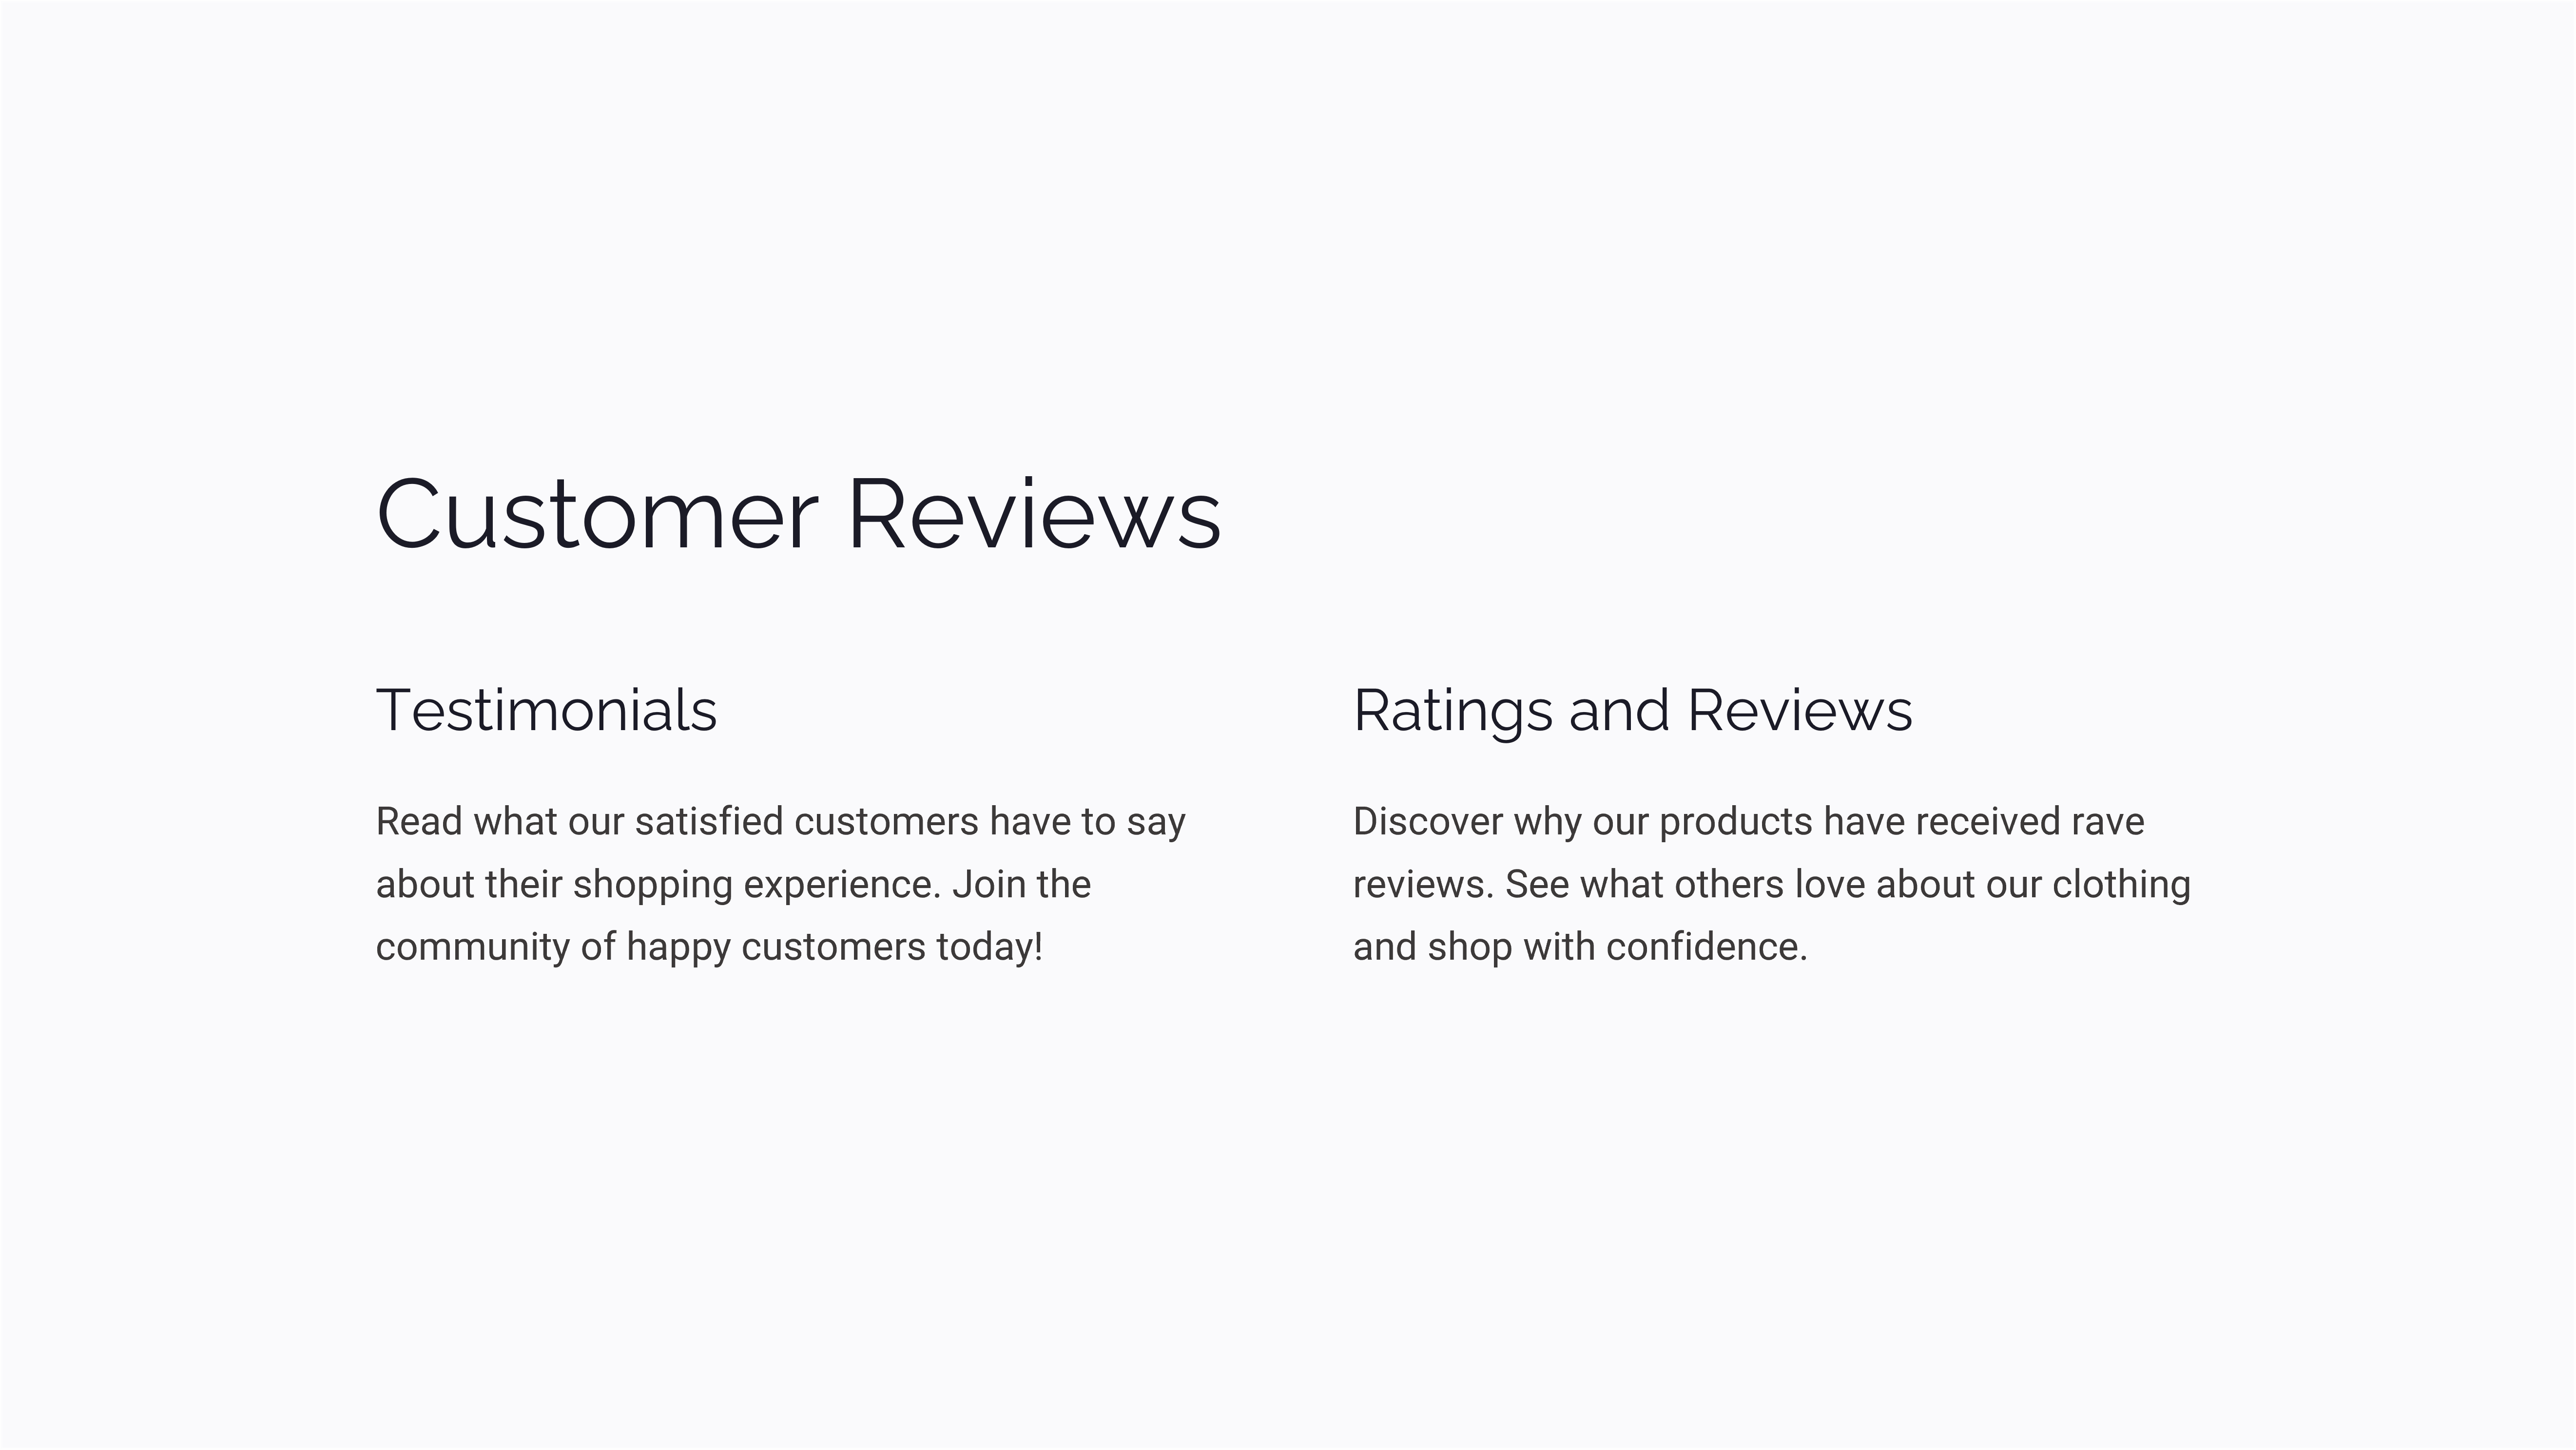 Customer Reviews
Testimonials
Read what our satisfied customers have to say
about their shopping experience. Join the
community of happy customers today!
Ratings and Reviews
Discover why our products have received rave
reviews. See what others love about our clothing
and shop with confidence.